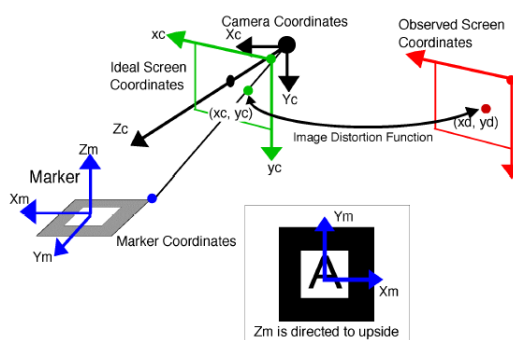 Camera Coordinates
Observed Screen
Coordinates
xc
Xc
Ideal Screen
Coordinates
Yc
(xc, yc)
(xd, yd)
Image Distortion Function
Zc
yc
Zm
Marker
Xm
Ym
Marker Coordinates
Ym
A
Xm
Zm is directed to upside